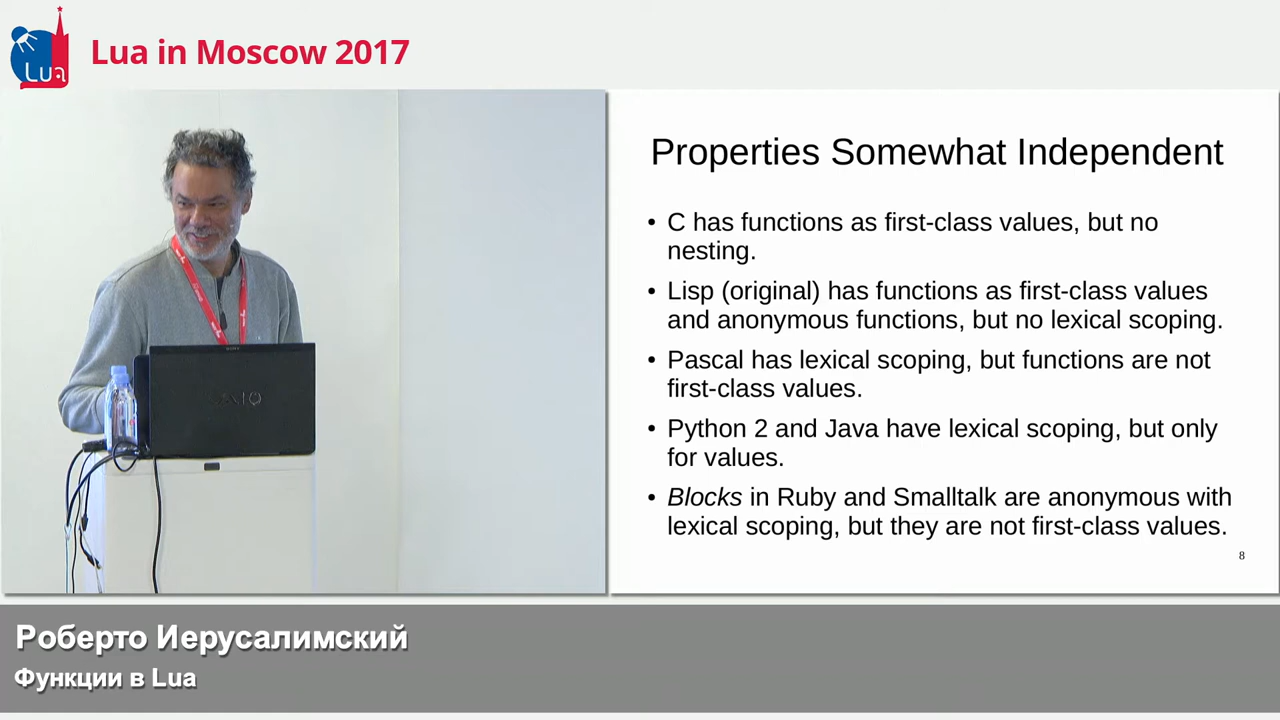 Lua
Lua in Moscow 2017
VAIO
Properties Somewhat Independent
• C has functions as first-class values, but no
nesting.
• Lisp (original) has functions as first-class values
and anonymous functions, but no lexical scoping.
• Pascal has lexical scoping, but functions are not
first-class values.
• Python 2 and Java have lexical scoping, but only
for values.
• Blocks in Ruby and Smalltalk are anonymous with
lexical scoping, but they are not first-class values.
8
Роберто Иерусалимский
Функции в Lua